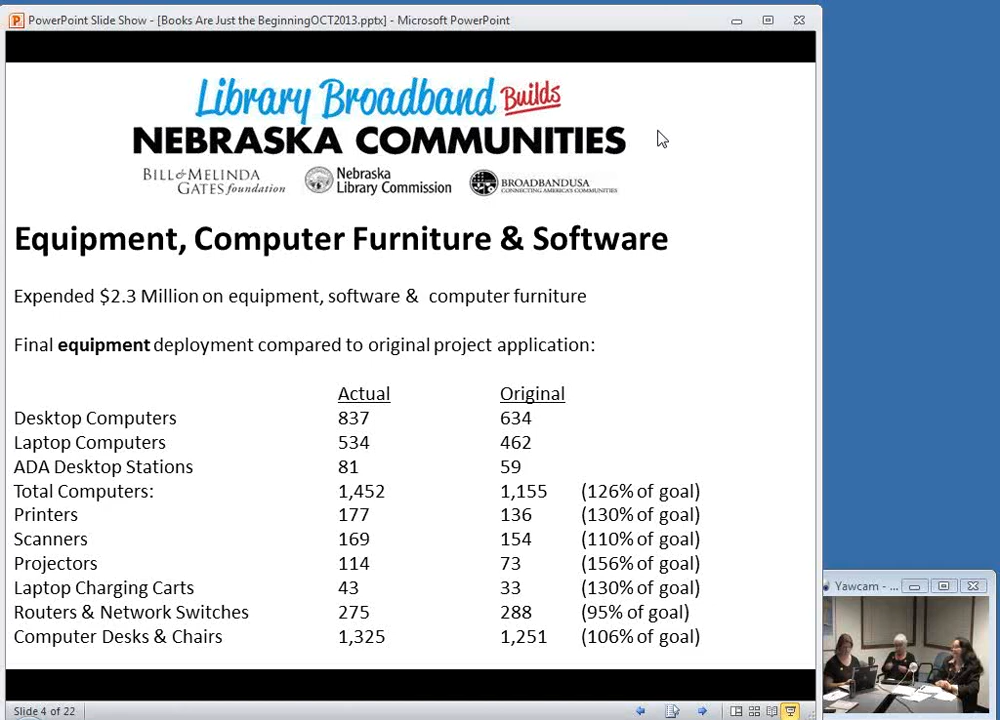 PowerPoint Slide Show - [Books Are Just the BeginningOCT2013.pptx] - Microsoft PowerPoint
Library Broadband Builds
NEBRASKA COMMUNITIES
BILL & MELINDA GATES foundation
Nebraska Library Commission
BROADBANDUSA
CONNECTING AMERICA'S COMMUNITIES
Equipment, Computer Furniture & Software
Expended $2.3 Million on equipment, software & computer furniture
Final equipment deployment compared to original project application:
Actual Original
Desktop Computers 837 634
Laptop Computers 534 462
ADA Desktop Stations 81 59
Total Computers: 1,452 1,155 (126% of goal)
Printers 177 136 (130% of goal)
Scanners 169 154 (110% of goal)
Projectors 114 73 (156% of goal)
Laptop Charging Carts 43 33 (130% of goal)
Routers & Network Switches 275 288 (95% of goal)
Computer Desks & Chairs 1,325 1,251 (106% of goal)
Yawcam - ...
Slide 4 of 22